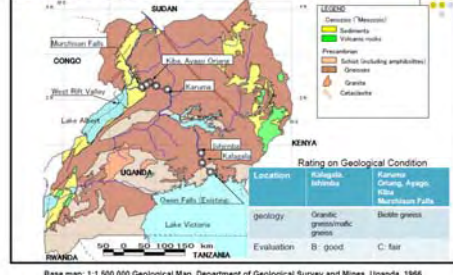 SUDAN
Murchison Falls
CONGO
Kiba, Ayago Oriang
West Rift Valley
Karuma
Lake Albert
KENYA
Isimba
Kalagala
UGANDA
Owen Falls (Existing)
Lake Victoria
50 0 50 100 150 km
TANZANIA
RWANDA
LEGEND
Cenozoic (Mesozoic)
Sediments
Volcanic rocks
Precambrian
Schist (including amphibolites)
Gneisses
Granite
Cataclasite
Rating on Geological Condition
Location Kalagala, Ishimba Karuma Oriang, Ayago, Kiba Murchison Falls
geology Granitic gneiss/mafic gneiss Biotite gneiss
Evaluation B : good C: fair
Base map: 1:1,500,000 Geological Map, Department of Geological Survey and Mines, Uganda, 1966